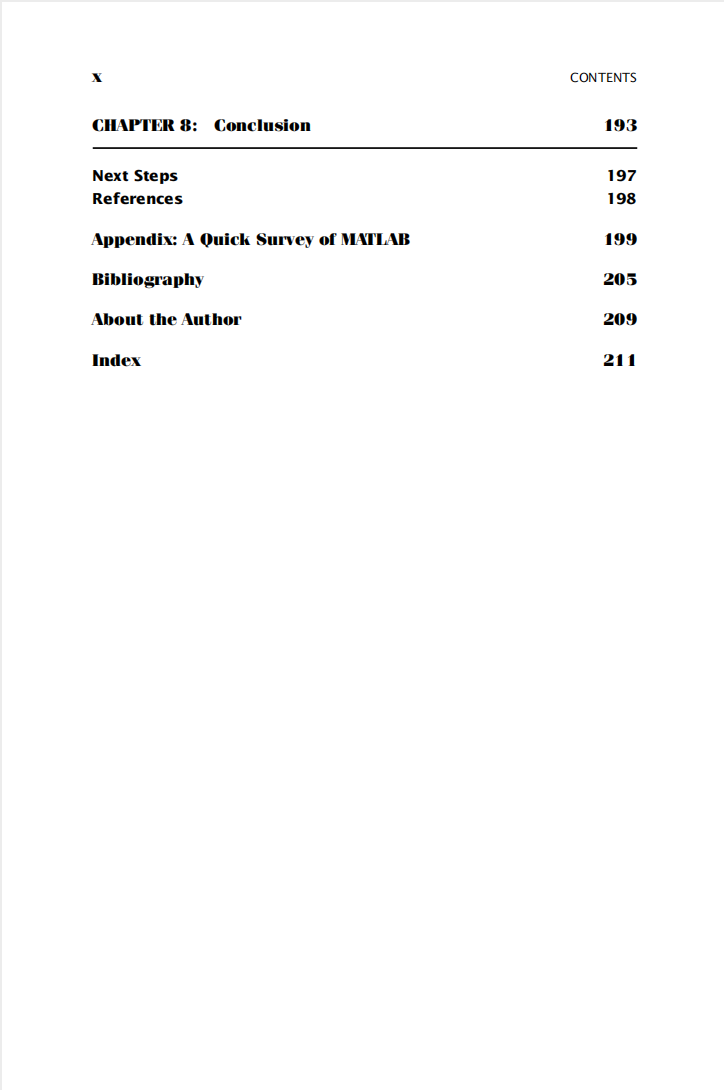 x CONTENTS
CHAPTER 8: Conclusion 193
Next Steps 197
References 198
Appendix: A Quick Survey of MATLAB 199
Bibliography 205
About the Author 209
Index 211